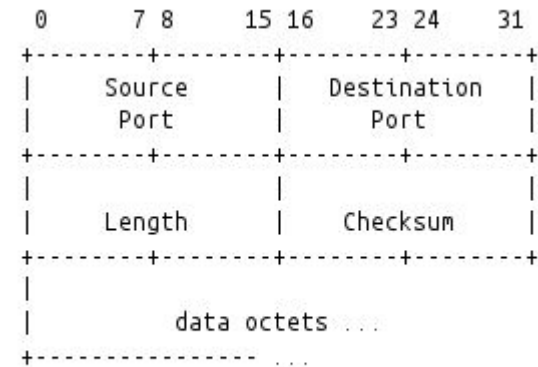 0      7 8     15 16    23 24    31
+--------+--------+--------+--------+
|     Source      |   Destination   |
|      Port       |      Port       |
+--------+--------+--------+--------+
|                 |                 |
|     Length      |    Checksum     |
+--------+--------+--------+--------+
|
|          data octets ...
+---------------- ...